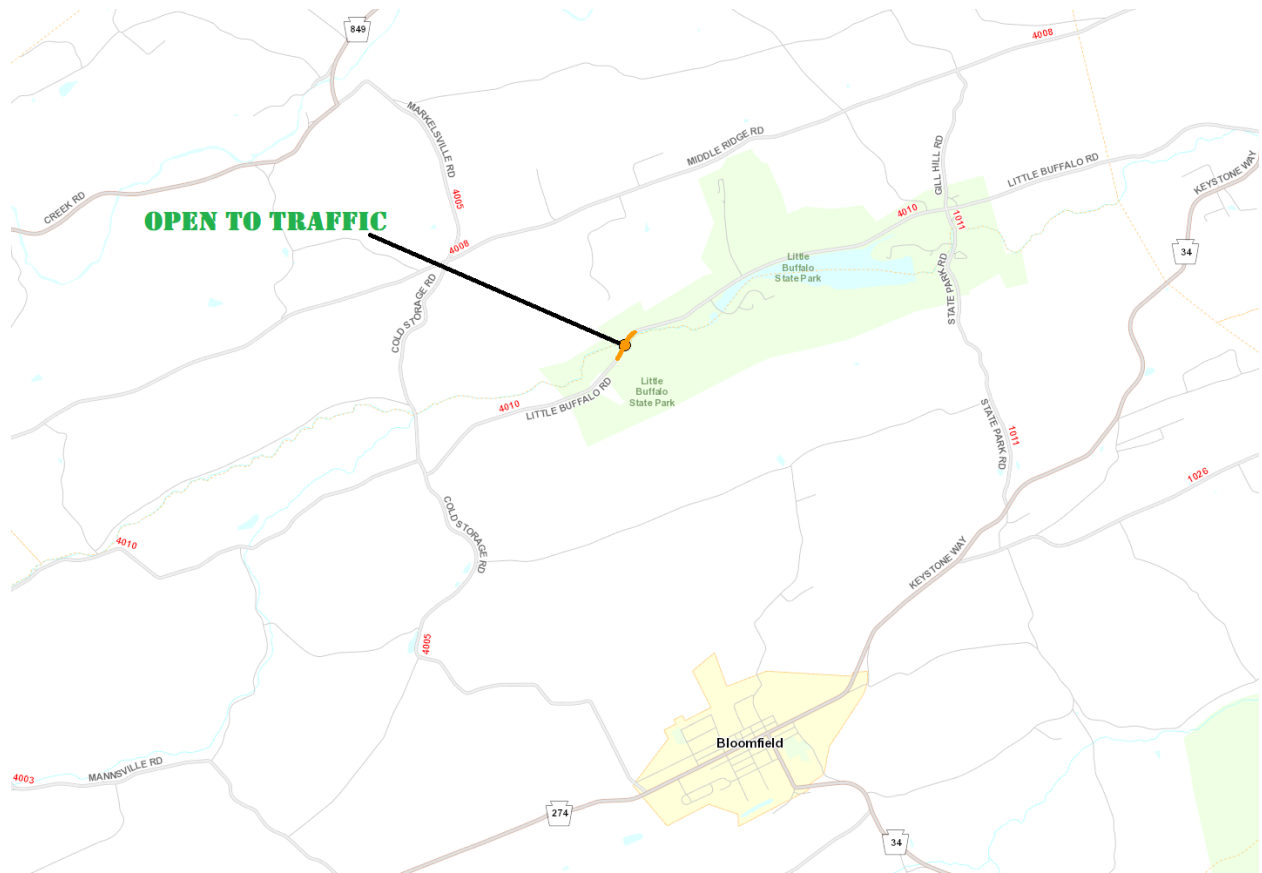 849
4008
MARKELSVILLE RD
MIDDLE RIDGE RD
GILL HILL RD
LITTLE BUFFALO RD
KEYSTONE WAY
4005
CREEK RD
OPEN TO TRAFFIC
4010
1011
4008
34
Little
Buffalo
State Park
STATE PARK RD
COLD STORAGE RD
Little
Buffalo
State Park
4010
LITTLE BUFFALO RD
STATE PARK RD
1011
1026
COLD STORAGE RD
4010
KEYSTONE WAY
4005
Bloomfield
MANNSVILLE RD
4003
274
34